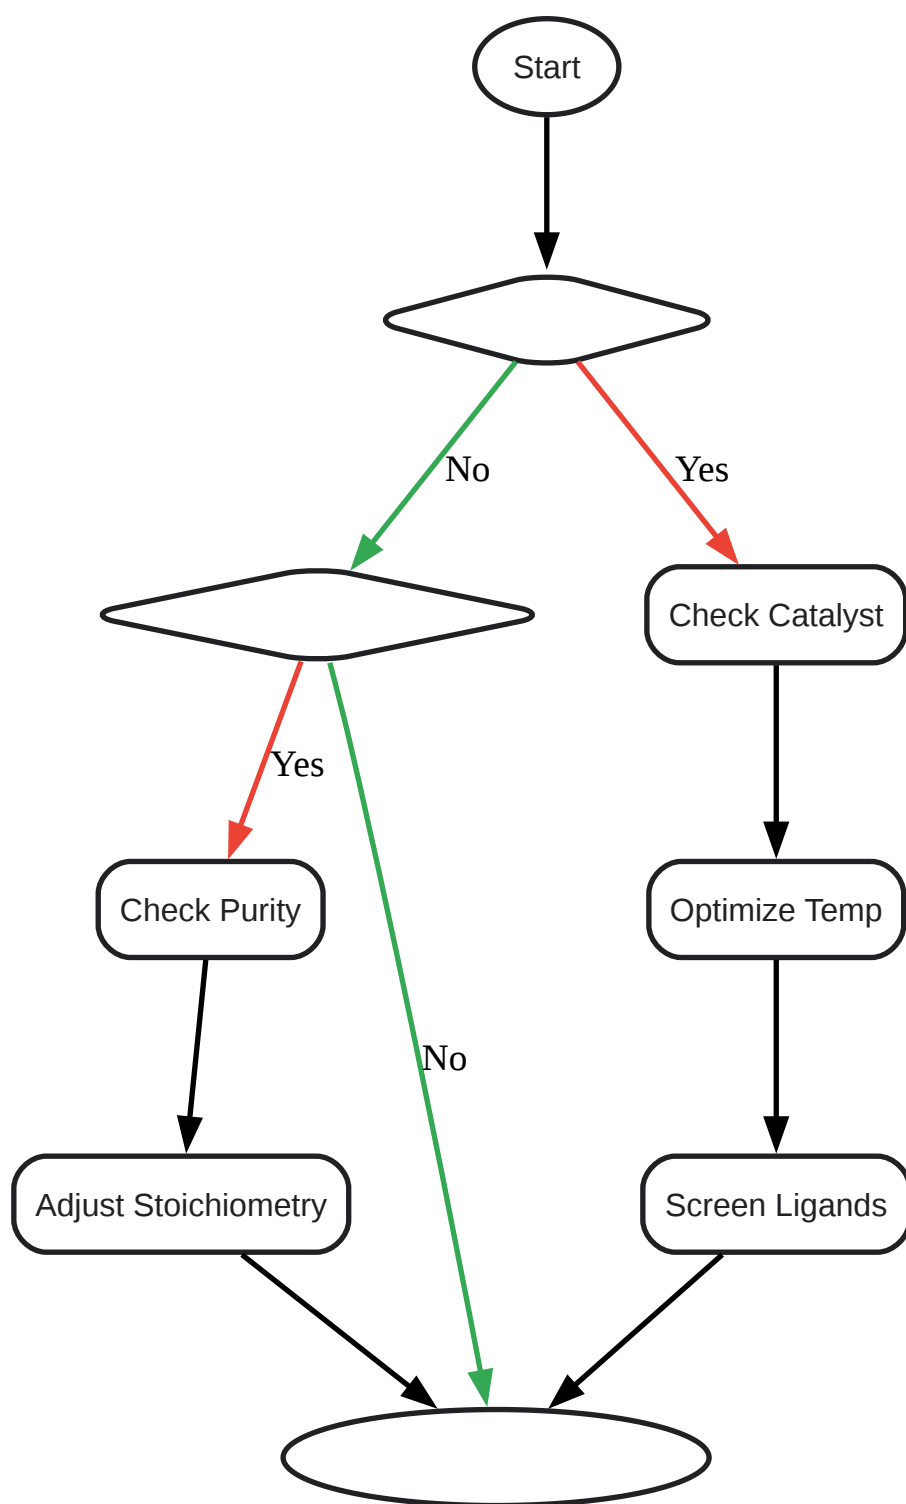 Start
No
Yes
Check Catalyst
Yes
Check Purity
Optimize Temp
No
Adjust Stoichiometry
Screen Ligands